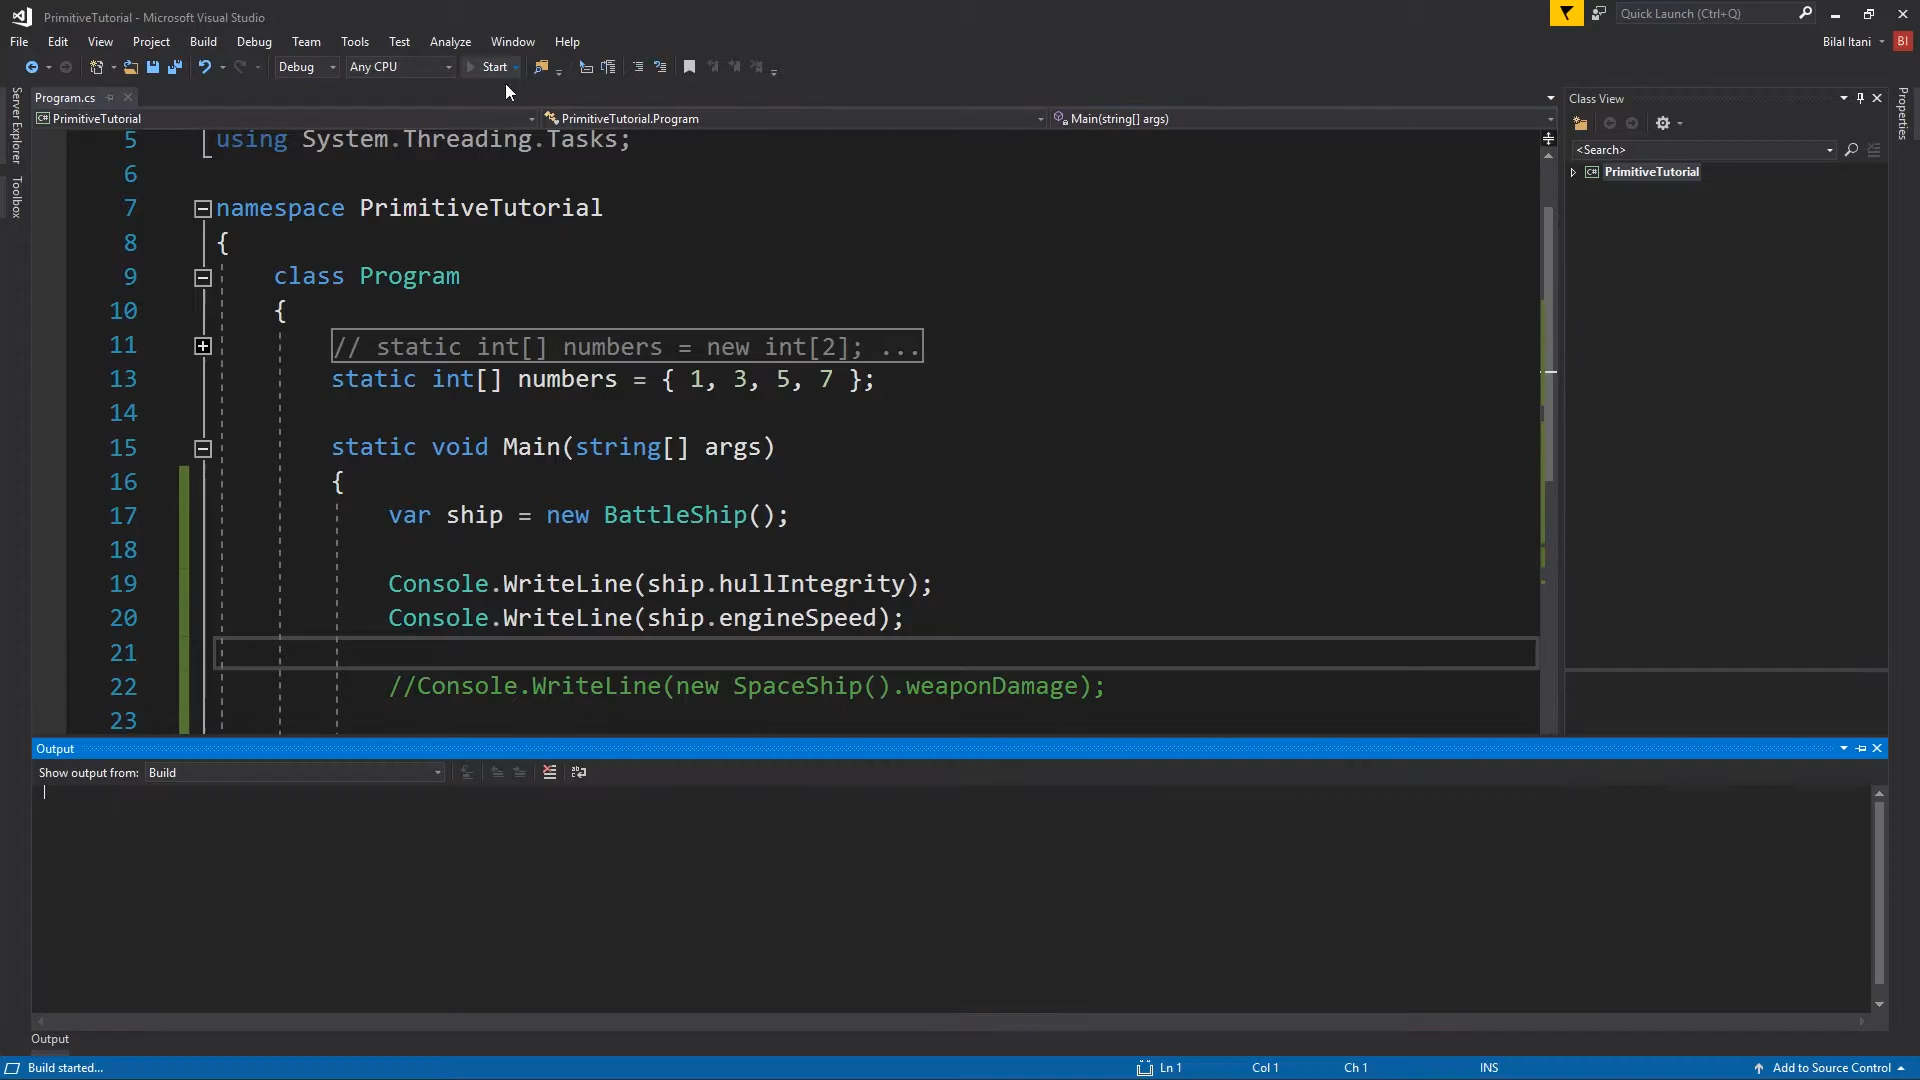 PrimitiveTutorial - Microsoft Visual Studio
Quick Launch (Ctrl+Q)
File Edit View Project Build Debug Team Tools Test Analyze Window Help
Bilal Itani BI
Debug Any CPU Start
Server Explorer
Toolbox
Program.cs
Class View
Properties
C# PrimitiveTutorial PrimitiveTutorial.Program Main(string[] args)
<Search>
C# PrimitiveTutorial
5 using System.Threading.Tasks;
6
7 namespace PrimitiveTutorial
8 {
9 class Program
10 {
11 // static int[] numbers = new int[2]; ...
13 static int[] numbers = { 1, 3, 5, 7 };
14
15 static void Main(string[] args)
16 {
17 var ship = new BattleShip();
18
19 Console.WriteLine(ship.hullIntegrity);
20 Console.WriteLine(ship.engineSpeed);
21
22 //Console.WriteLine(new SpaceShip().weaponDamage);
23
Output
Show output from: Build
Output
Build started...
Ln 1 Col 1 Ch 1 INS
Add to Source Control